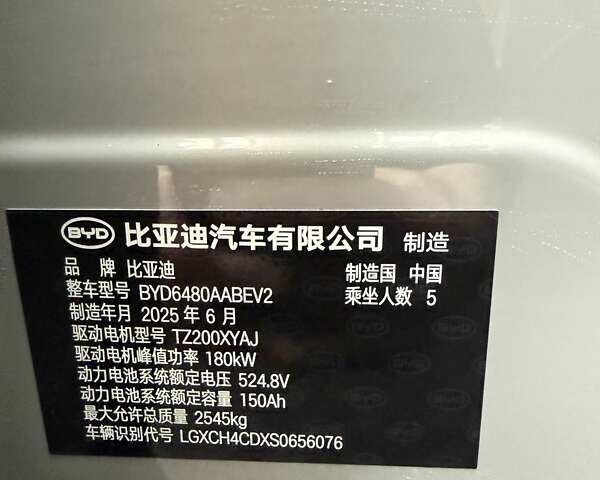 BYD 比亚迪汽车有限公司 制造
品 牌 比亚迪 制造国 中国
整车型号 BYD6480AABEV2 乘坐人数 5
制造年月 2025 年 6 月
驱动电机型号 TZ200XYAJ
驱动电机峰值功率 180kW
动力电池系统额定电压 524.8V
动力电池系统额定容量 150Ah
最大允许总质量 2545kg
车辆识别代号 LGXCH4CDXS0656076